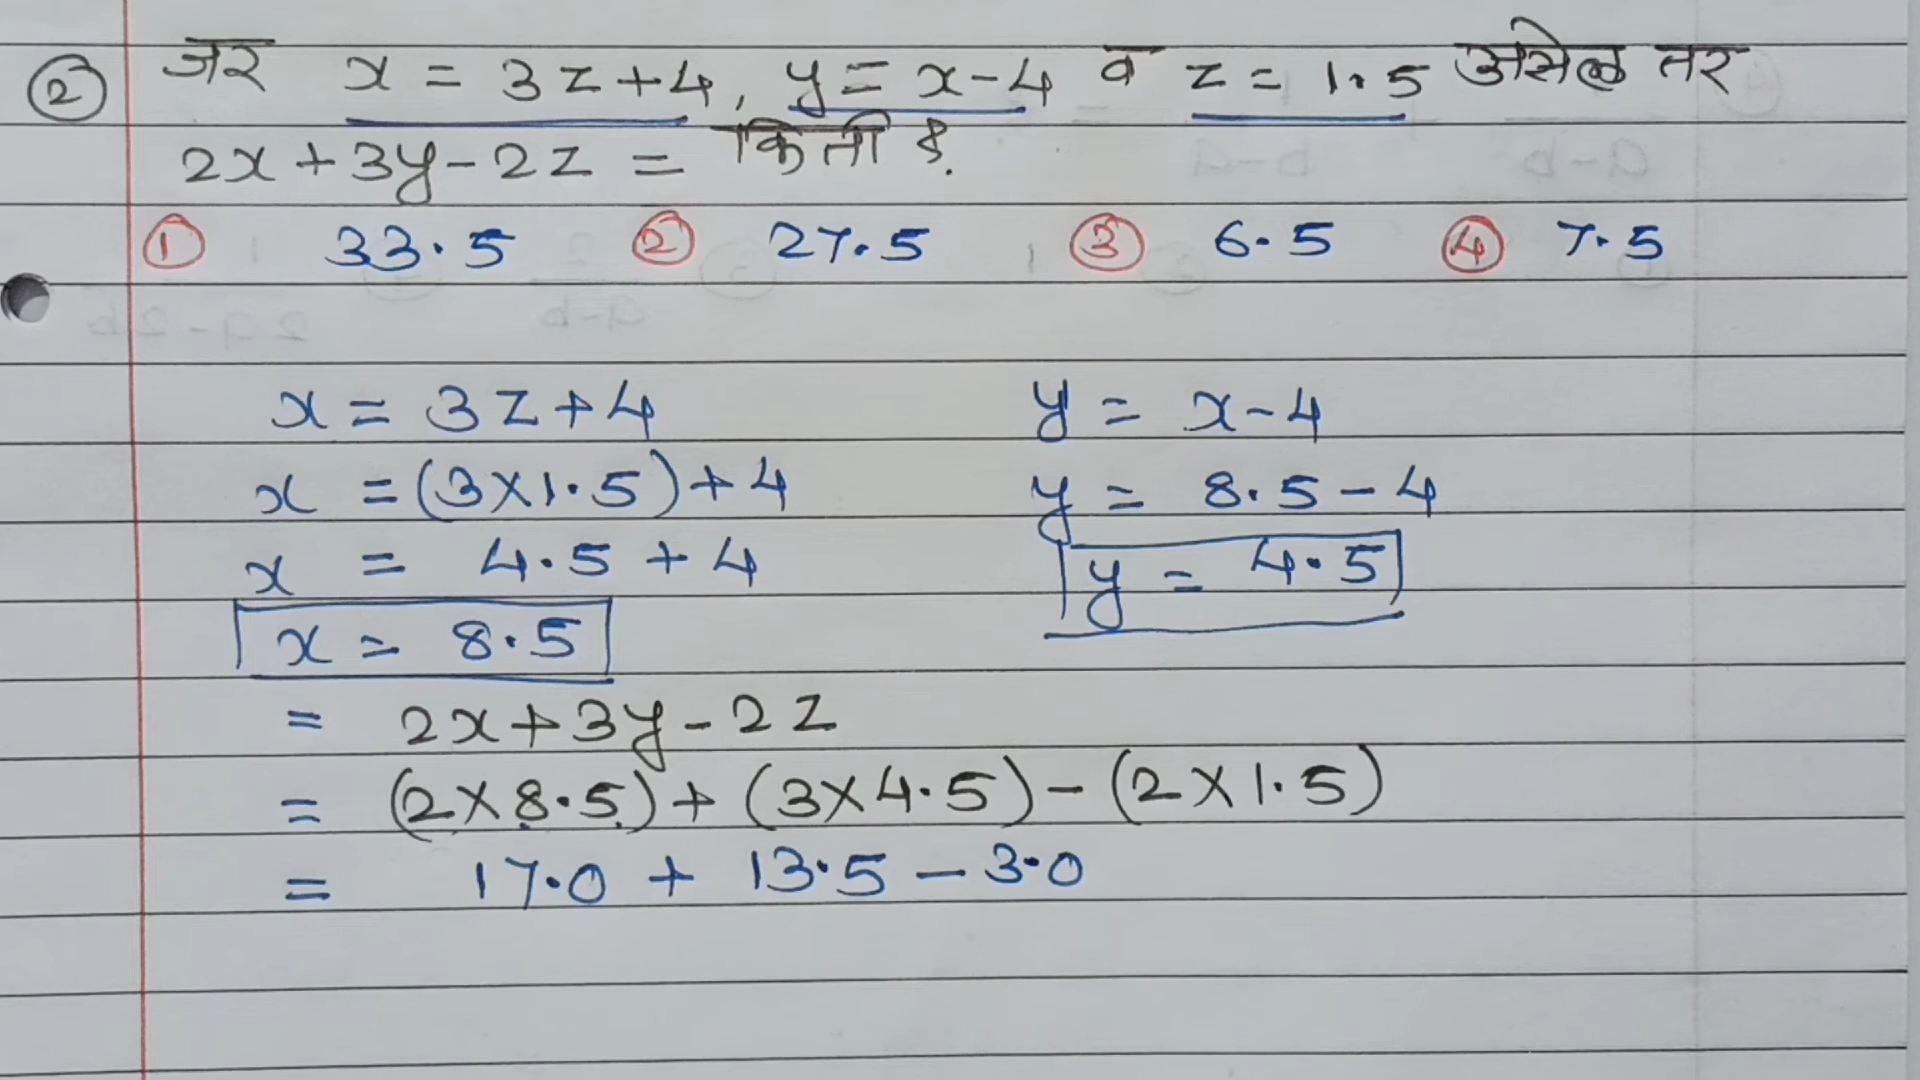 ② जर x = 3z+4, y = x-4 व z = 1.5 असेल तर
2x+3y-2z = किती ?
① 33.5 ② 27.5 ③ 6.5 ④ 7.5
x = 3z+4 y = x-4
x = (3×1.5)+4 y = 8.5-4
x = 4.5+4 y = 4.5
x = 8.5
= 2x+3y-2z
= (2×8.5)+(3×4.5)-(2×1.5)
= 17.0 + 13.5 - 3.0